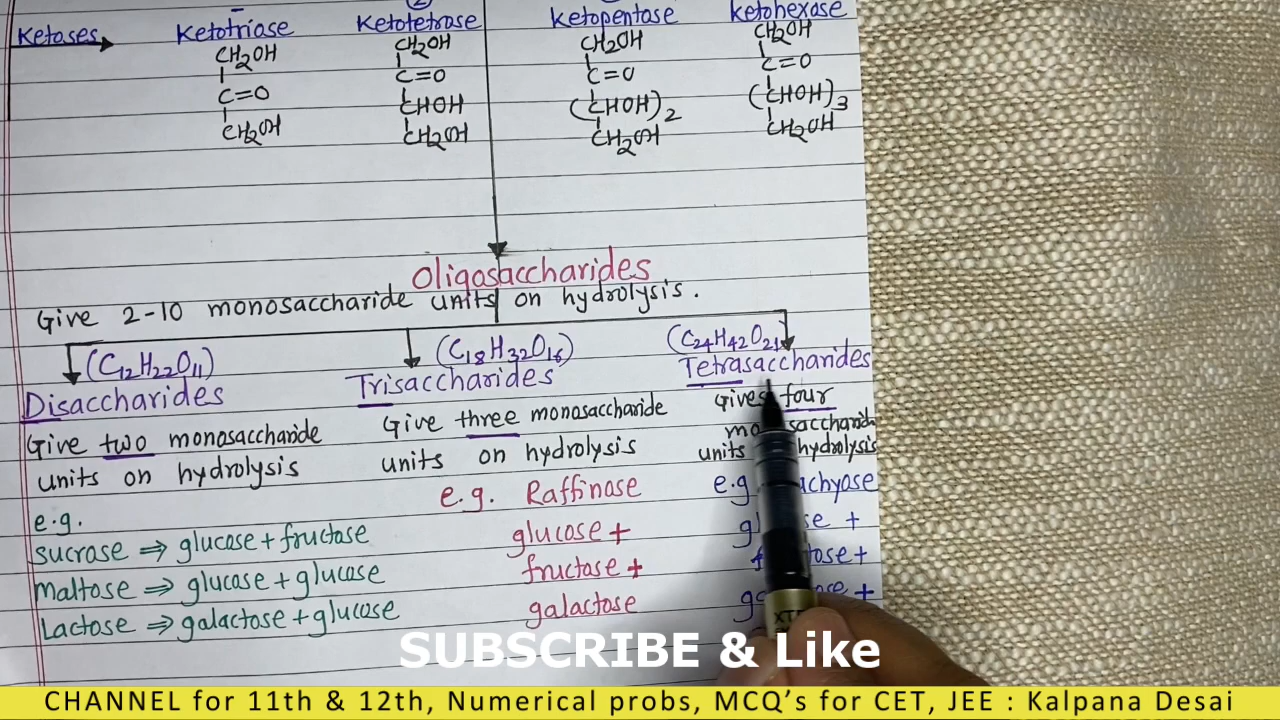 Ketoses
Ketotriose
Ketotetrose
Ketopentose
Ketohexose
CH2OH
C=O
CH2OH
CH2OH
C=O
CHOH
CH2OH
CH2OH
C=O
(CHOH)2
CH2OH
CH2OH
C=O
(CHOH)3
CH2OH
Oligosaccharides
Give 2-10 monosaccharide units on hydrolysis.
(C12H22O11)
Disaccharides
Give two monosaccharide
units on hydrolysis
e.g.
sucrose ⇒ glucose + fructose
maltose ⇒ glucose + glucose
Lactose ⇒ galactose + glucose
(C18H32O16)
Trisaccharides
Give three monosaccharide
units on hydrolysis
e.g. Raffinose
glucose +
fructose +
galactose
(C24H42O21)
Tetrasaccharides
Gives four
units hydrolysis
e.g.
+
+
+
SUBSCRIBE & Like
CHANNEL for 11th & 12th, Numerical probs, MCQ's for CET, JEE : Kalpana Desai